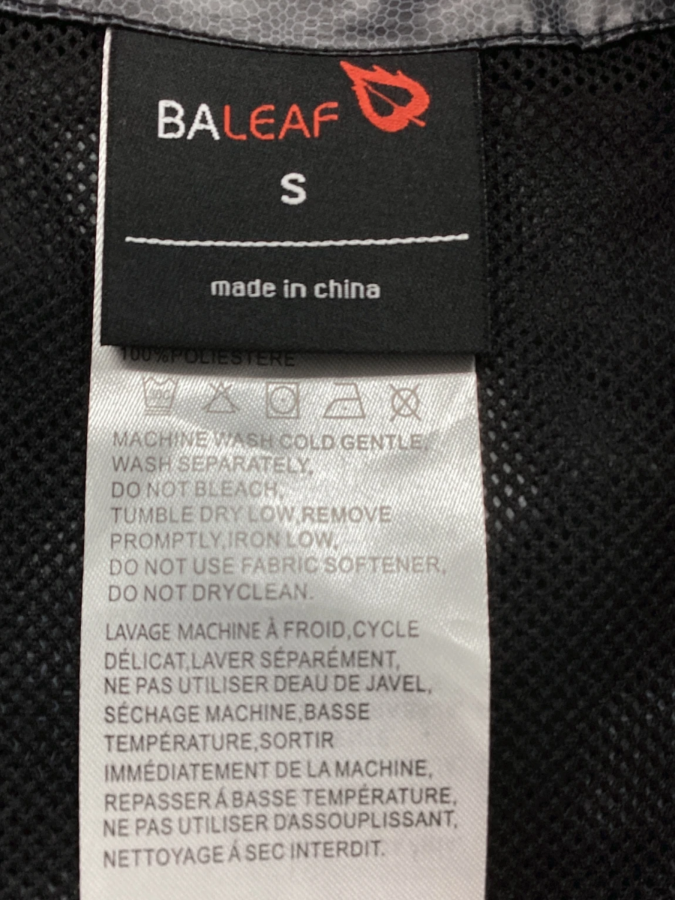 BALEAF
S
made in china
100%POLIESTERE
30C
MACHINE WASH COLD GENTLE,
WASH SEPARATELY,
DO NOT BLEACH,
TUMBLE DRY LOW,REMOVE
PROMPTLY,IRON LOW,
DO NOT USE FABRIC SOFTENER,
DO NOT DRYCLEAN.
LAVAGE MACHINE À FROID,CYCLE
DÉLICAT,LAVER SÉPARÉMENT,
NE PAS UTILISER DEAU DE JAVEL,
SÉCHAGE MACHINE,BASSE
TEMPÉRATURE,SORTIR
IMMÉDIATEMENT DE LA MACHINE,
REPASSER Á BASSE TEMPÉRATURE,
NE PAS UTILISER DASSOUPLISSANT,
NETTOYAGE Á SEC INTERDIT.